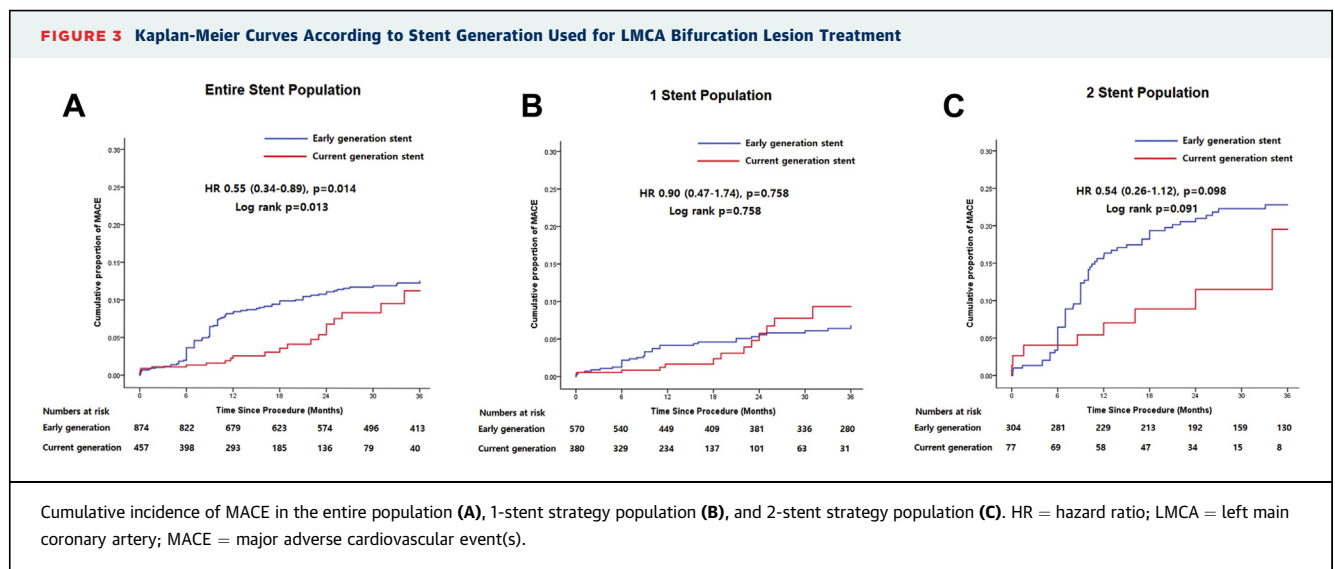 FIGURE 3 Kaplan-Meier Curves According to Stent Generation Used for LMCA Bifurcation Lesion Treatment
A
Entire Stent Population
Early generation stent
Current generation stent
HR 0.55 (0.34-0.89), p=0.014
Log rank p=0.013
Cumulative proportion of MACE
0.30
0.25
0.20
0.15
0.10
0.05
0.00
0 6 12 18 24 30 36
Numbers at risk
Time Since Procedure (Months)
Early generation 874 822 679 623 574 496 413
Current generation 457 398 293 185 136 79 40
B
1 Stent Population
Early generation stent
Current generation stent
HR 0.90 (0.47-1.74), p=0.758
Log rank p=0.758
Cumulative proportion of MACE
0.30
0.25
0.20
0.15
0.10
0.05
0.00
0 6 12 18 24 30 36
Numbers at risk
Time Since Procedure (Months)
Early generation 570 540 449 409 381 336 280
Current generation 380 329 234 137 101 63 31
C
2 Stent Population
Early generation stent
Current generation stent
HR 0.54 (0.26-1.12), p=0.098
Log rank p=0.091
Cumulative proportion of MACE
0.30
0.25
0.20
0.15
0.10
0.05
0.00
0 6 12 18 24 30 36
Numbers at risk
Time Since Procedure (Months)
Early generation 304 281 229 213 192 159 130
Current generation 77 69 58 47 34 15 8
Cumulative incidence of MACE in the entire population (A), 1-stent strategy population (B), and 2-stent strategy population (C). HR = hazard ratio; LMCA = left main
coronary artery; MACE = major adverse cardiovascular event(s).